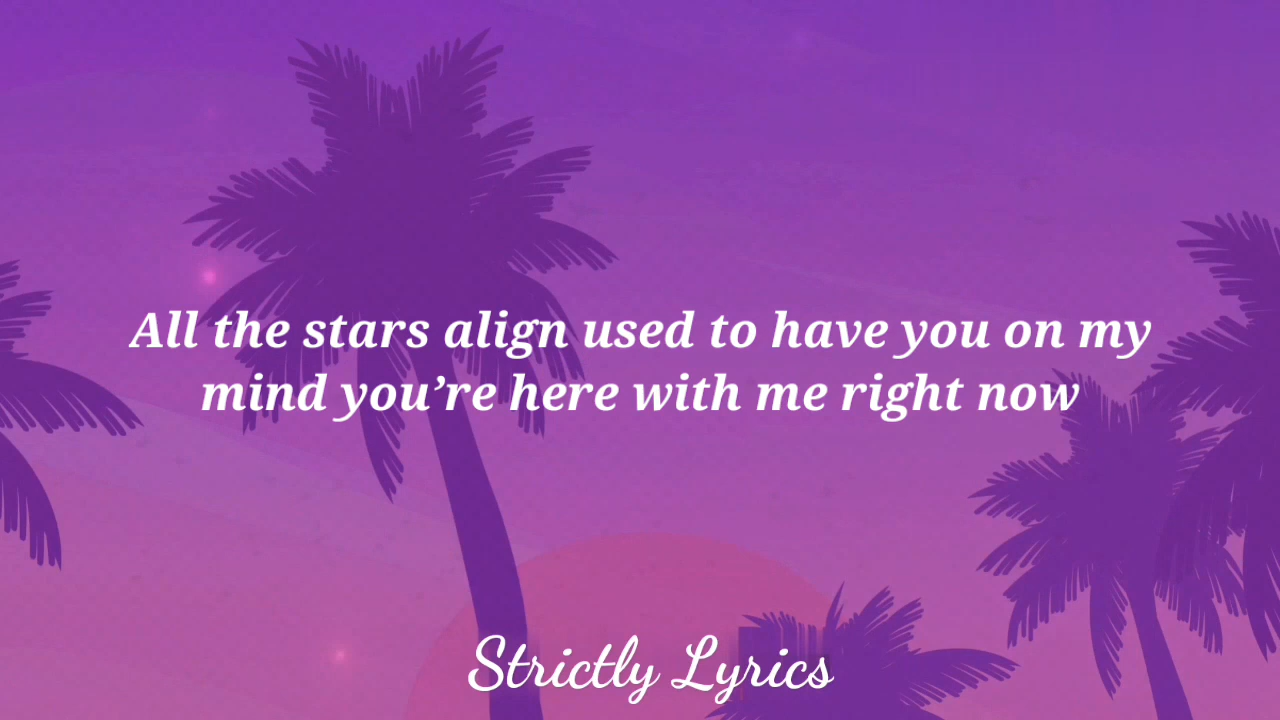 All the stars align used to have you on my
mind you’re here with me right now
Strictly Lyrics